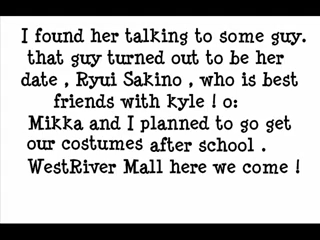 I found her talking to some guy.
that guy turned out to be her
date , Ryui Sakino , who is best
friends with kyle ! o:
Mikka and I planned to go get
our costumes after school .
WestRiver Mall here we come !